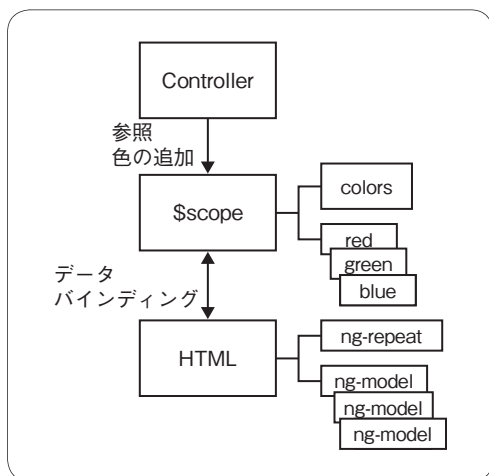 Controller
参照
色の追加
$scope
colors
red
green
blue
データ
バインディング
HTML
ng-repeat
ng-model
ng-model
ng-model